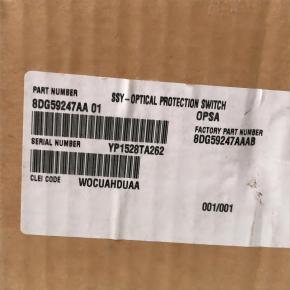 PART NUMBER
SSY-OPTICAL PROTECTION SWITCH
8DG59247AA 01
OPSA
FACTORY PART NUMBER
8DG59247AAAB
SERIAL NUMBER
YP1528TA262
CLEI CODE
WOCUAHDUAA
001/001